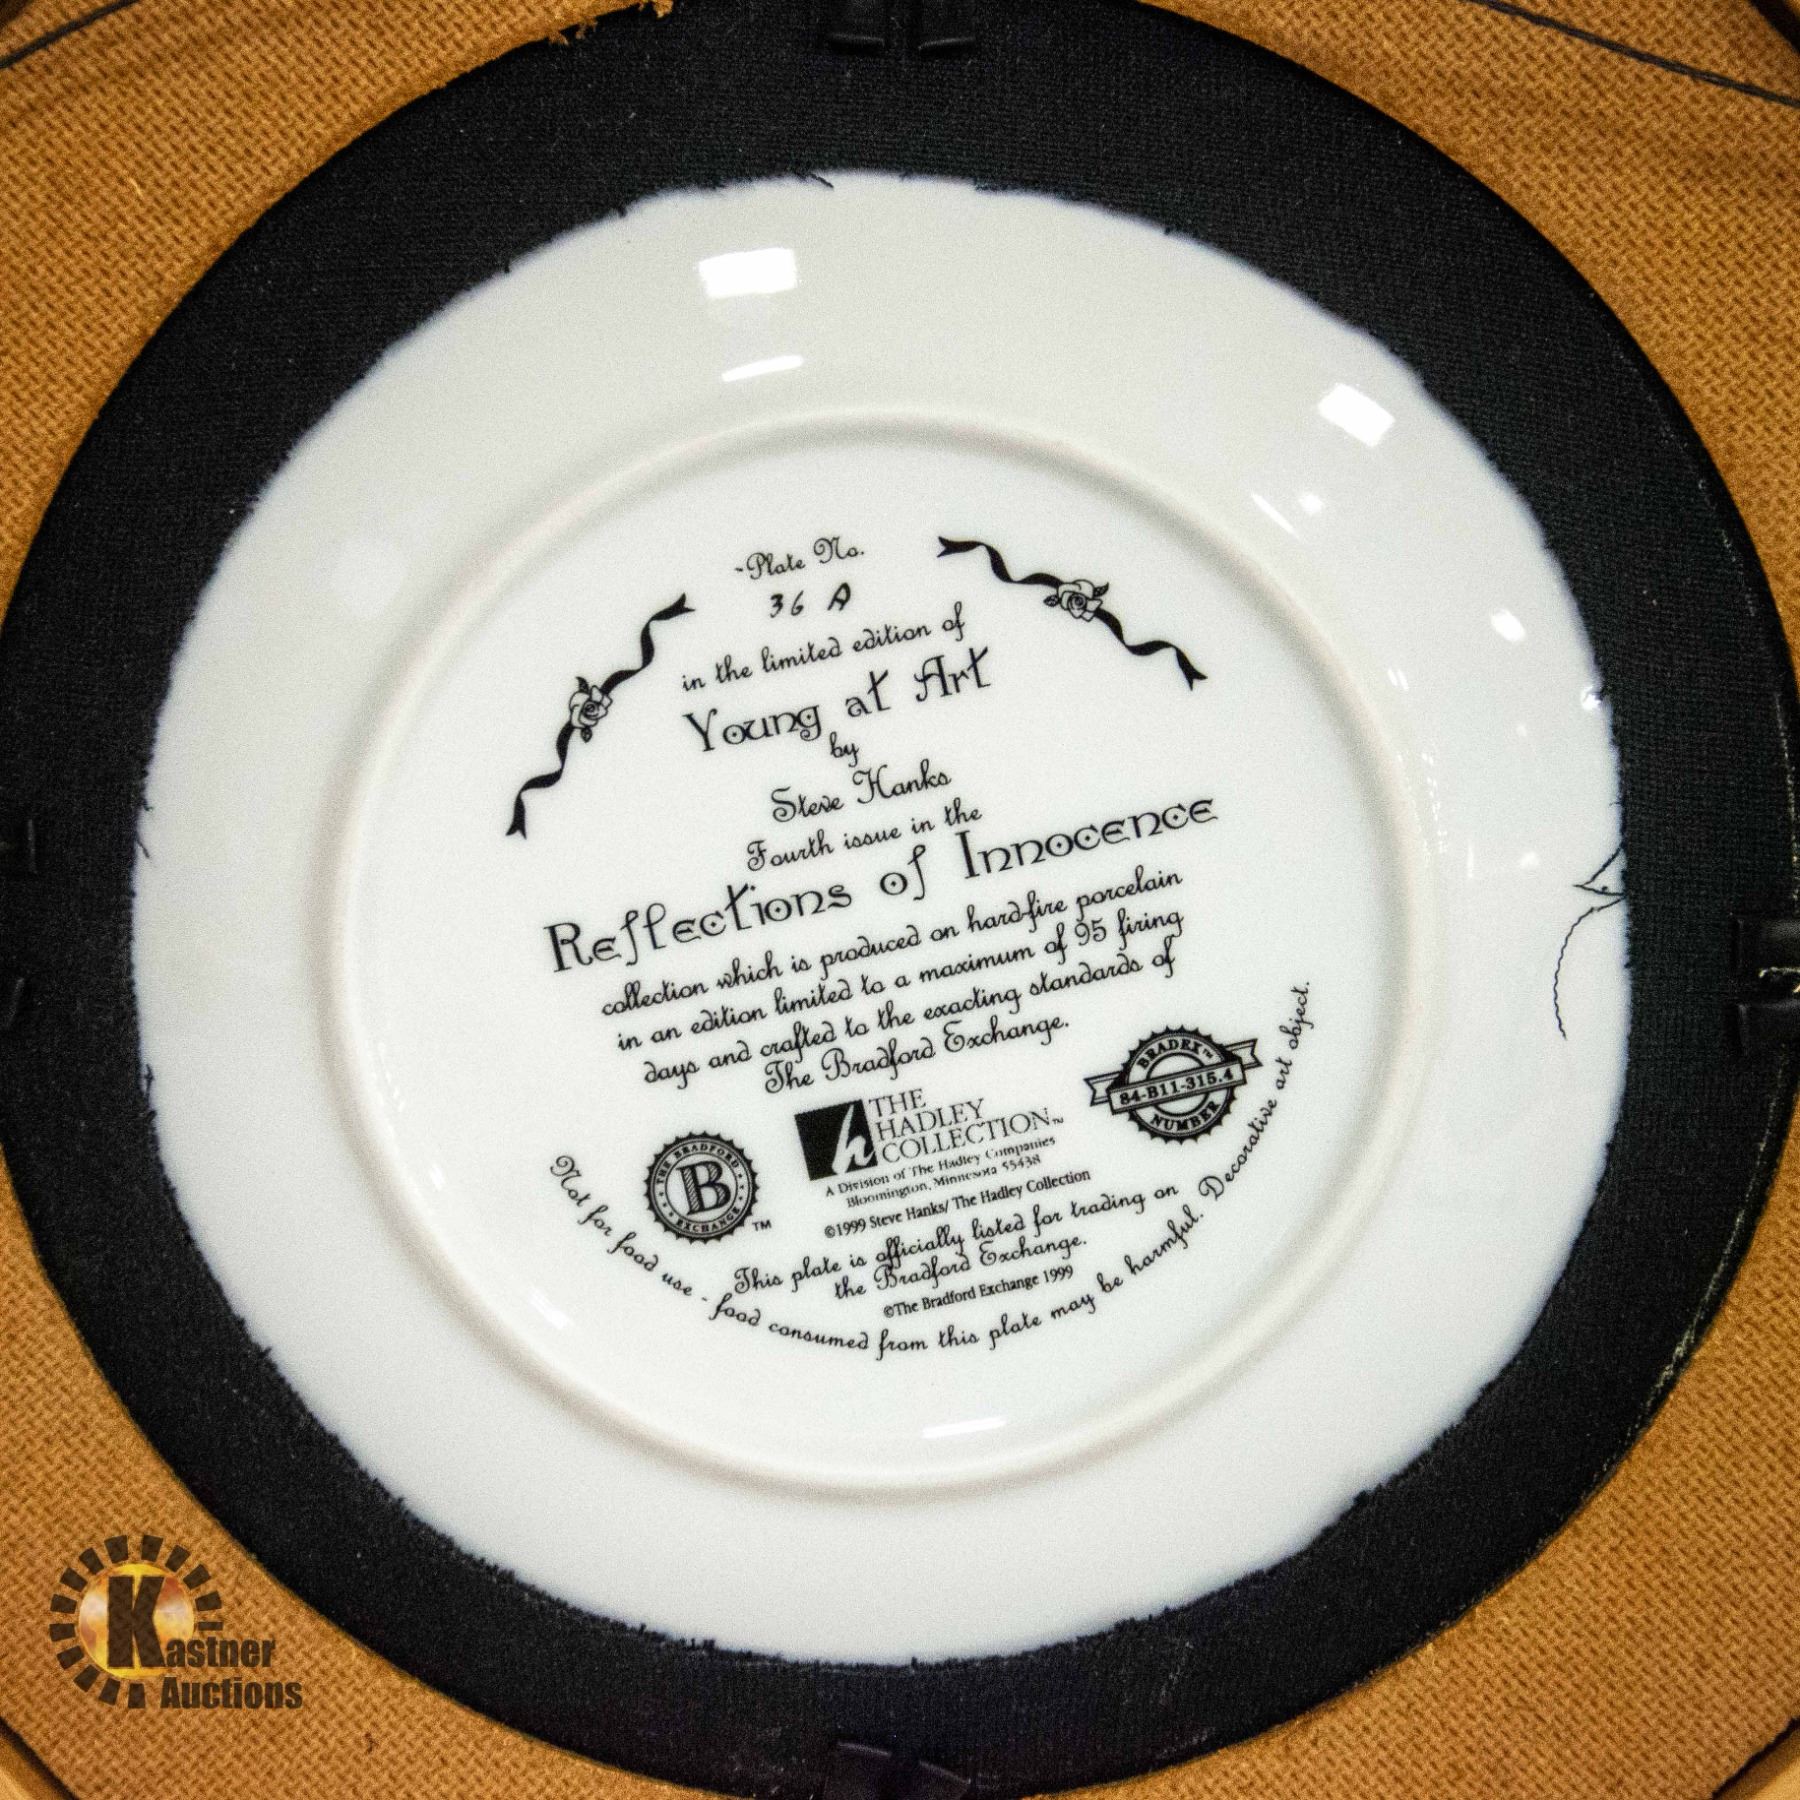 Plate No.
36 A
in the limited edition of
Young at Art
by
Steve Hanks
Fourth issue in the
Reflections of Innocence
collection which is produced on hard-fire porcelain
in an edition limited to a maximum of 95 firing
days and crafted to the exacting standards of
The Bradford Exchange.
THE BRADFORD EXCHANGE
B
TM
h
THE
HADLEY
COLLECTION™
A Division of The Hadley Companies
Bloomington, Minnesota 55438
BRADEX™
84-B11-315.4
NUMBER
©1999 Steve Hanks/ The Hadley Collection
This plate is officially listed for trading on
the Bradford Exchange.
©The Bradford Exchange 1999
Not for food use - food consumed from this plate may be harmful. Decorative art object.
Kastner
Auctions